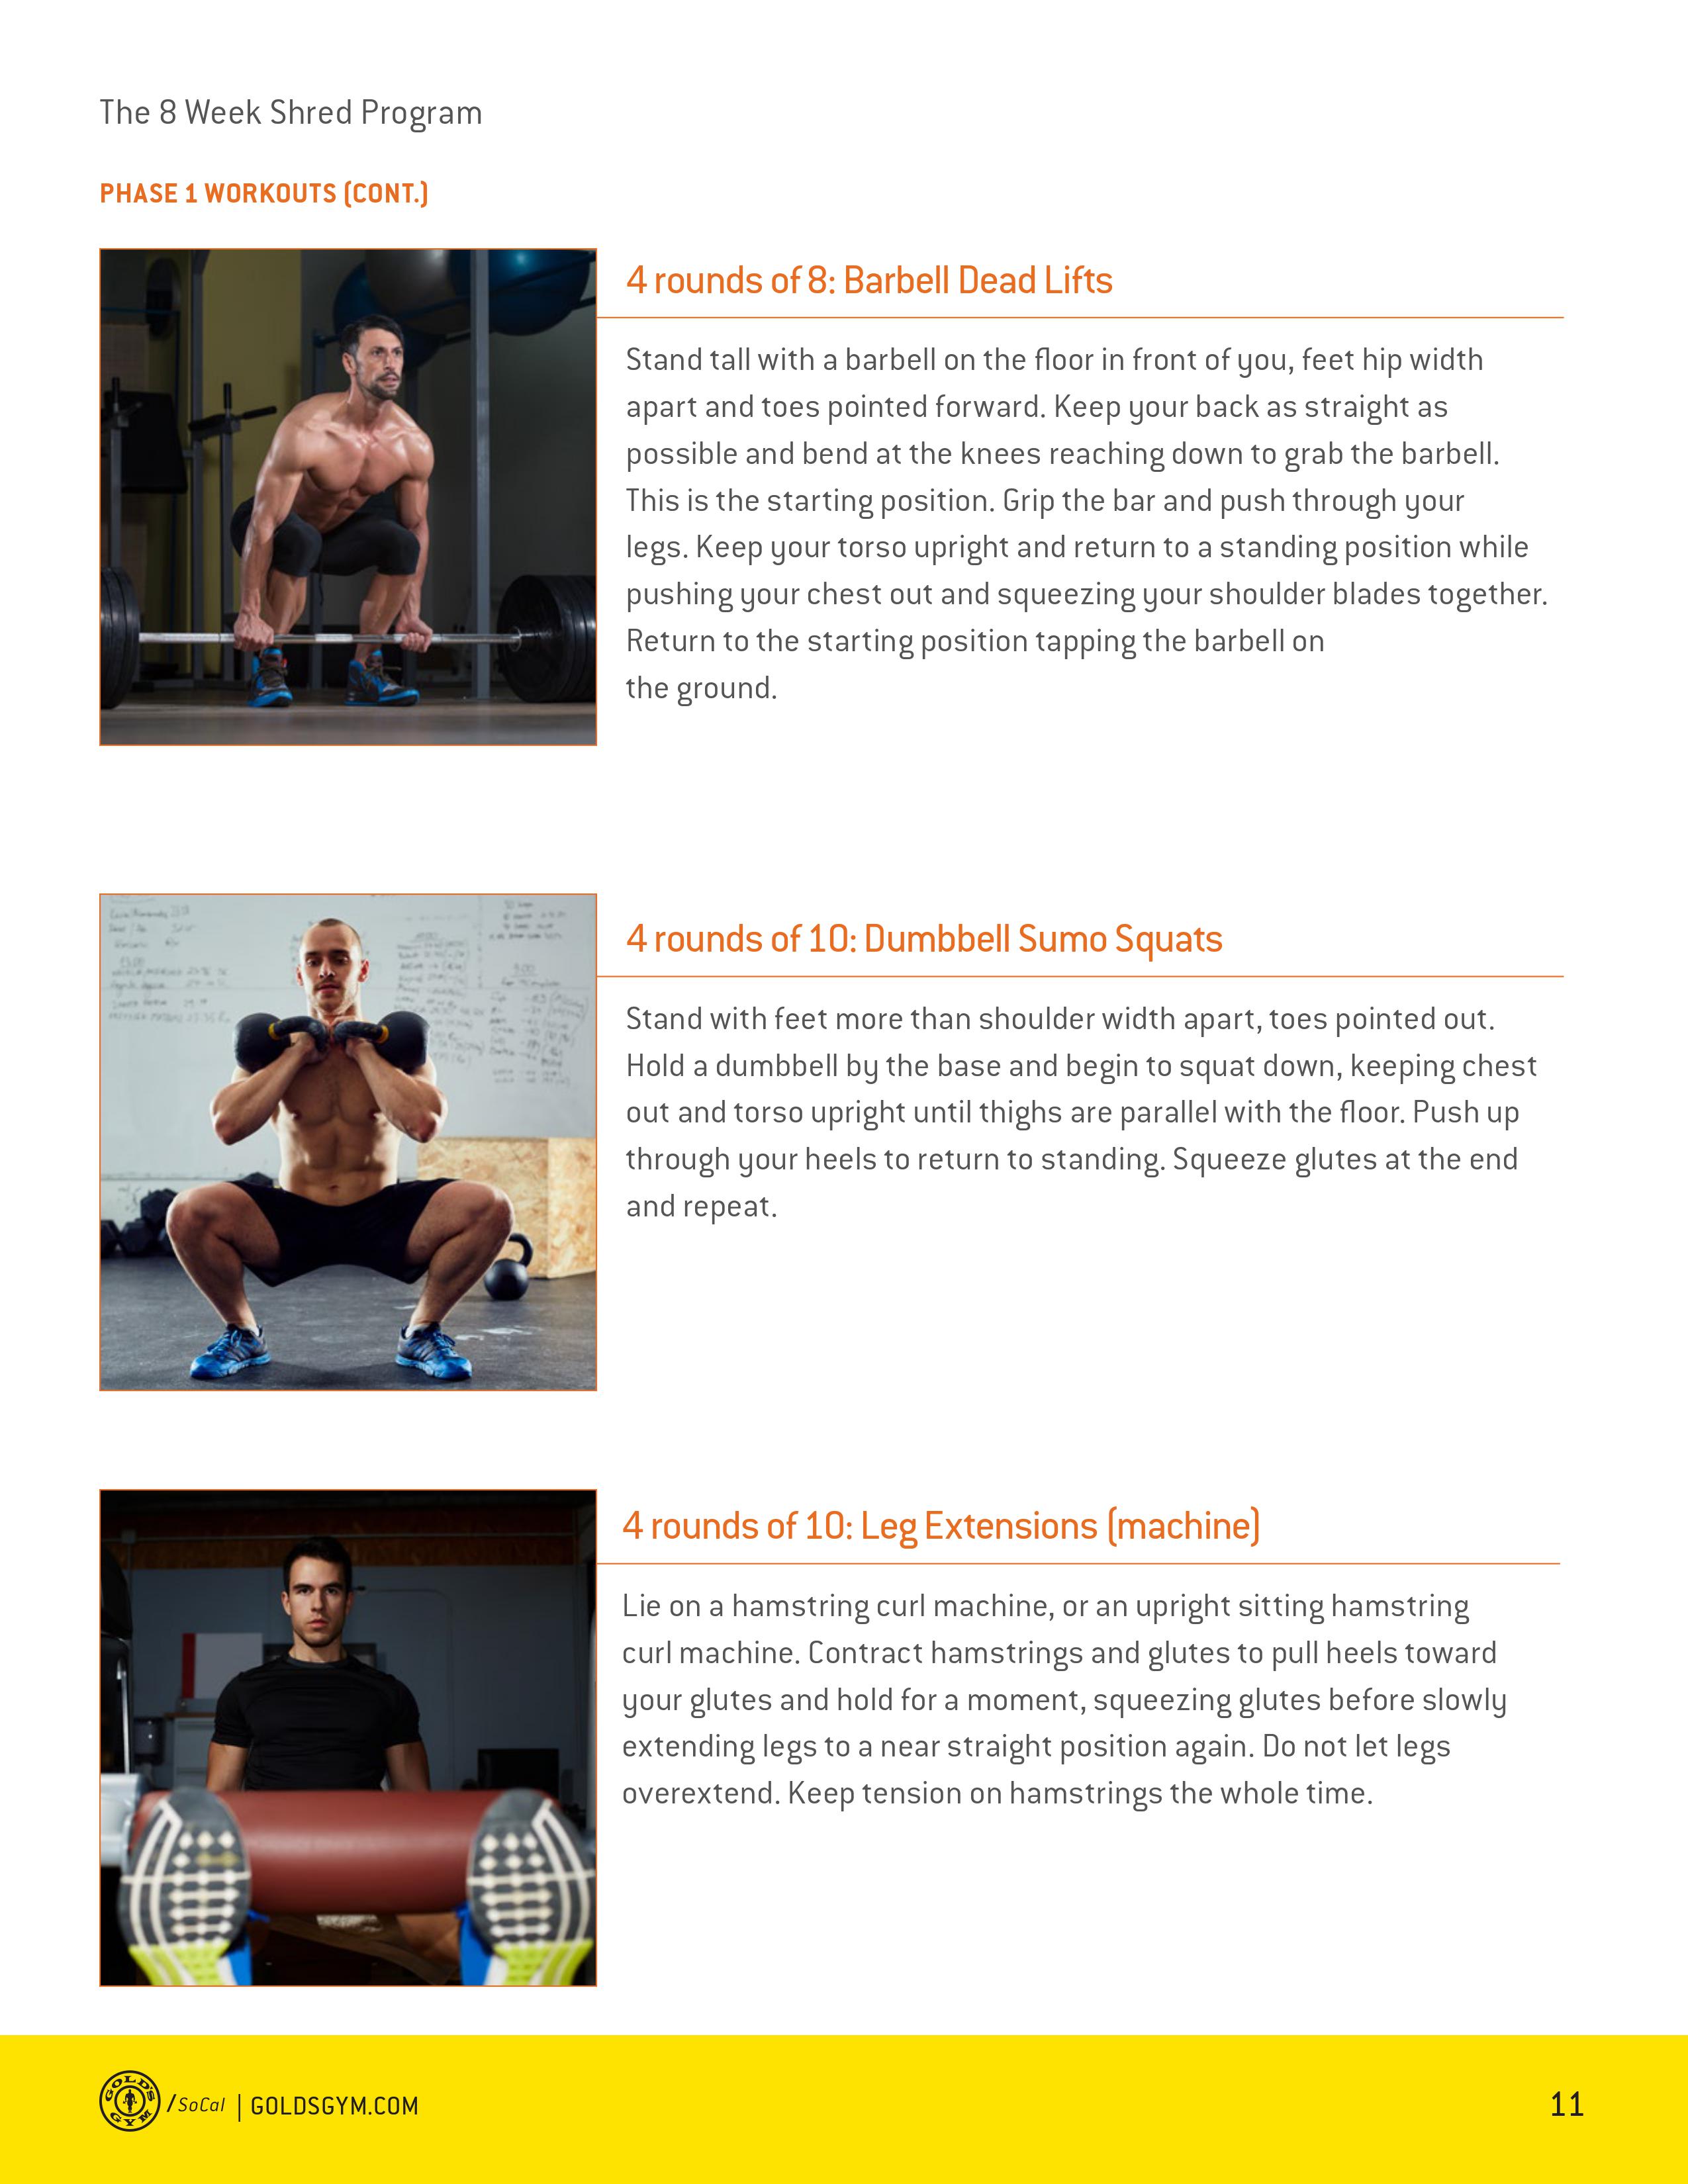 The 8 Week Shred Program
PHASE 1 WORKOUTS (CONT.)
4 rounds of 8: Barbell Dead Lifts
Stand tall with a barbell on the floor in front of you, feet hip width
apart and toes pointed forward. Keep your back as straight as
possible and bend at the knees reaching down to grab the barbell.
This is the starting position. Grip the bar and push through your
legs. Keep your torso upright and return to a standing position while
pushing your chest out and squeezing your shoulder blades together.
Return to the starting position tapping the barbell on
the ground.
4 rounds of 10: Dumbbell Sumo Squats
Stand with feet more than shoulder width apart, toes pointed out.
Hold a dumbbell by the base and begin to squat down, keeping chest
out and torso upright until thighs are parallel with the floor. Push up
through your heels to return to standing. Squeeze glutes at the end
and repeat.
4 rounds of 10: Leg Extensions (machine)
Lie on a hamstring curl machine, or an upright sitting hamstring
curl machine. Contract hamstrings and glutes to pull heels toward
your glutes and hold for a moment, squeezing glutes before slowly
extending legs to a near straight position again. Do not let legs
overextend. Keep tension on hamstrings the whole time.
GOLD'S GYM /SoCal | GOLDSGYM.COM
11